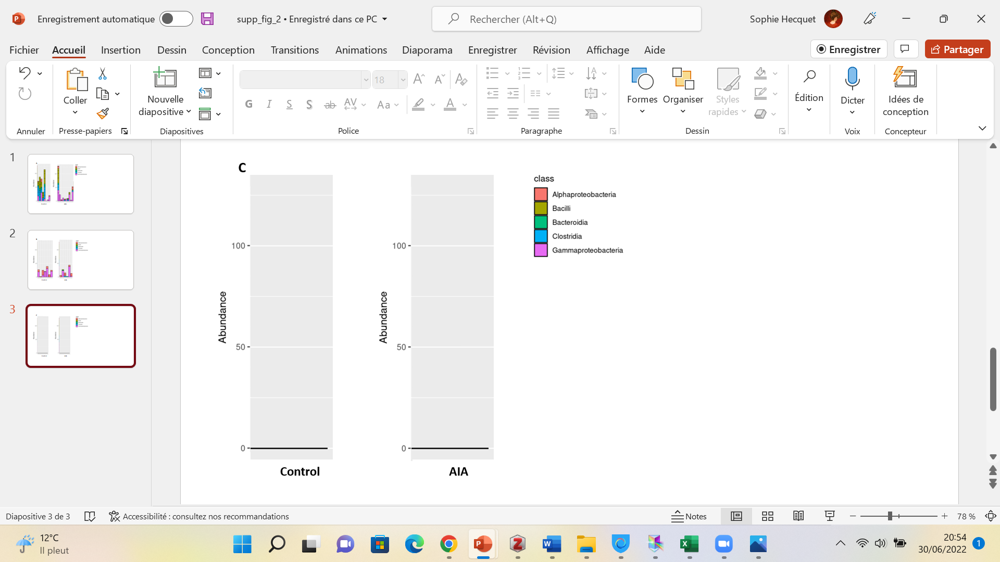 Enregistrement automatique
supp_fig_2 • Enregistré dans ce PC
Rechercher (Alt+Q)
Sophie Hecquet
Fichier Accueil Insertion Dessin Conception Transitions Animations Diaporama Enregistrer Révision Affichage Aide
Enregistrer
Partager
Annuler
Coller
Presse-papiers
Nouvelle
diapositive
Diapositives
18
G I S S ab AV Aa A
Police
Paragraphe
Formes
Organiser
Styles
rapides
Dessin
Édition
Dicter
Voix
Idées de
conception
Concepteur
1
2
3
C
100
50
0
Abundance
Control
100
50
0
Abundance
AIA
class
Alphaproteobacteria
Bacilli
Bacteroidia
Clostridia
Gammaproteobacteria
Diapositive 3 de 3
Accessibilité : consultez nos recommandations
Notes
78 %
12°C
Il pleut
20:54
30/06/2022
1